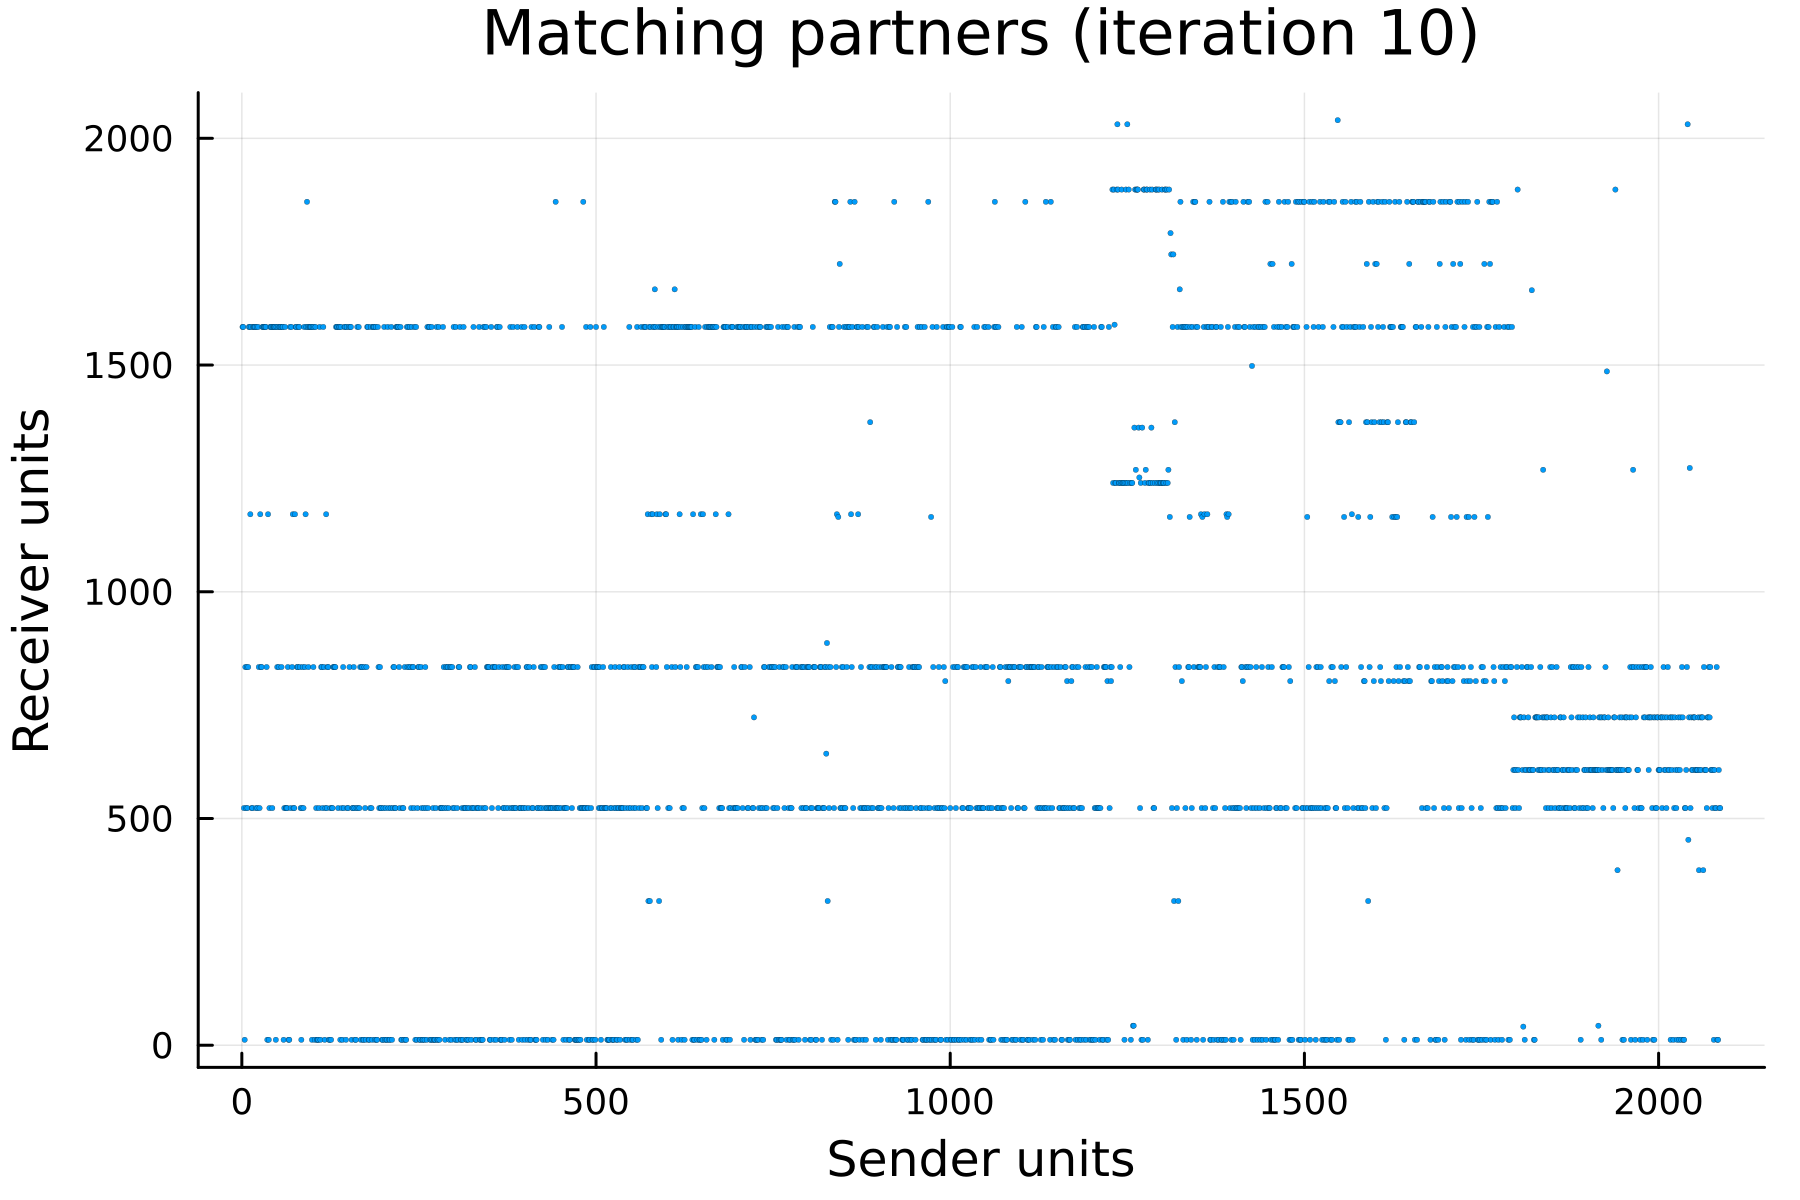 Matching partners (iteration 10)
2000
1500
1000
500
0
Receiver units
0 500 1000 1500 2000
Sender units